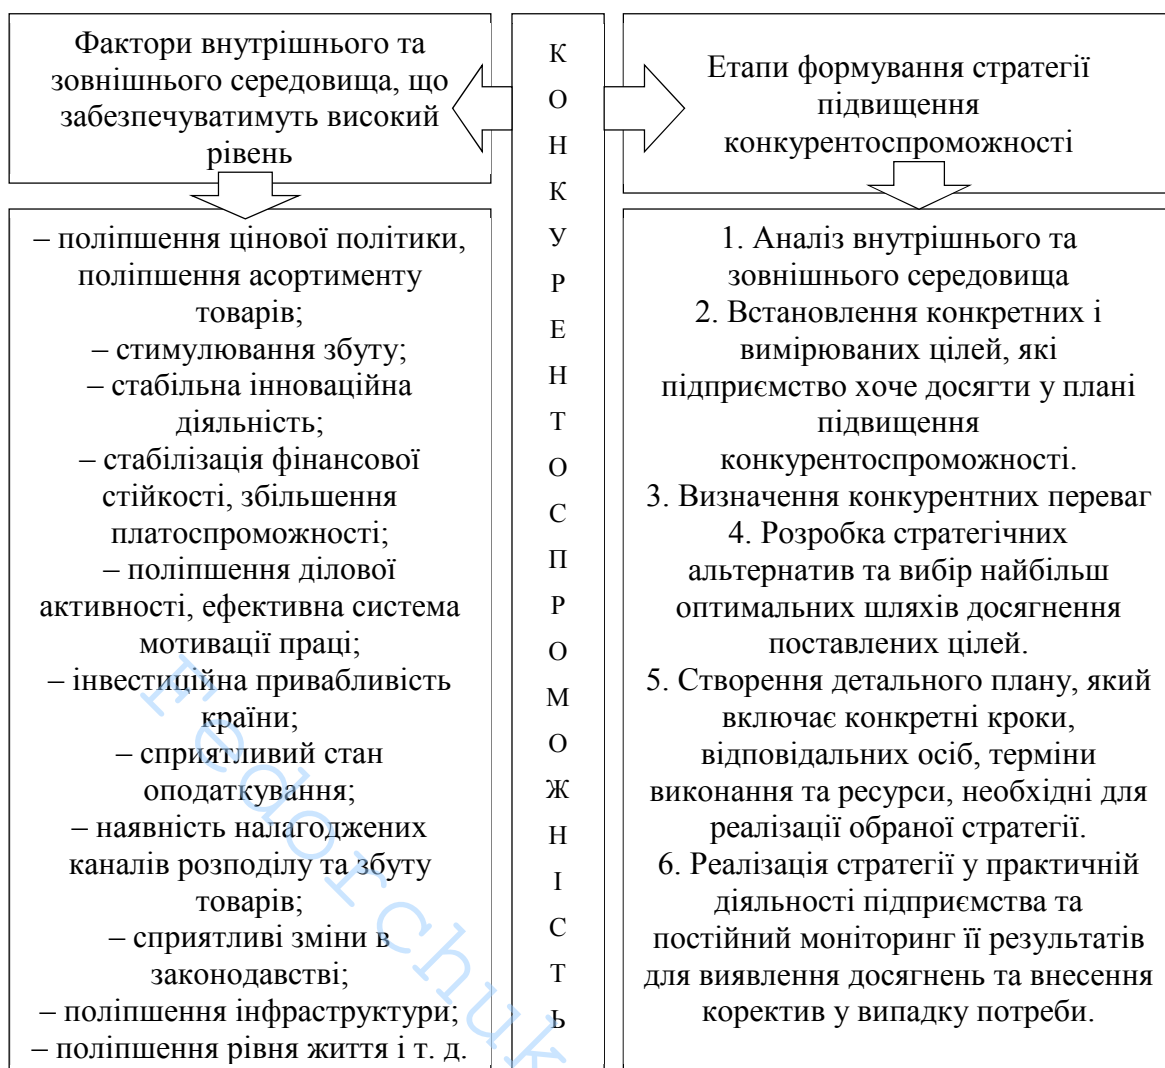 Фактори внутрішнього та
зовнішнього середовища, що
забезпечуватимуть високий
рівень
– поліпшення цінової політики,
поліпшення асортименту
товарів;
– стимулювання збуту;
– стабільна інноваційна
діяльність;
– стабілізація фінансової
стійкості, збільшення
платоспроможності;
– поліпшення ділової
активності, ефективна система
мотивації праці;
– інвестиційна привабливість
країни;
– сприятливий стан
оподаткування;
– наявність налагоджених
каналів розподілу та збуту
товарів;
– сприятливі зміни в
законодавстві;
– поліпшення інфраструктури;
– поліпшення рівня життя і т. д.
К
О
Н
К
У
Р
Е
Н
Т
О
С
П
Р
О
М
О
Ж
Н
І
С
Т
Ь
Етапи формування стратегії
підвищення
конкурентоспроможності
1. Аналіз внутрішнього та
зовнішнього середовища
2. Встановлення конкретних і
вимірюваних цілей, які
підприємство хоче досягти у плані
підвищення
конкурентоспроможності.
3. Визначення конкурентних переваг
4. Розробка стратегічних
альтернатив та вибір найбільш
оптимальних шляхів досягнення
поставлених цілей.
5. Створення детального плану, який
включає конкретні кроки,
відповідальних осіб, терміни
виконання та ресурси, необхідні для
реалізації обраної стратегії.
6. Реалізація стратегії у практичній
діяльності підприємства та
постійний моніторинг її результатів
для виявлення досягнень та внесення
коректив у випадку потреби.
Fedorchuk